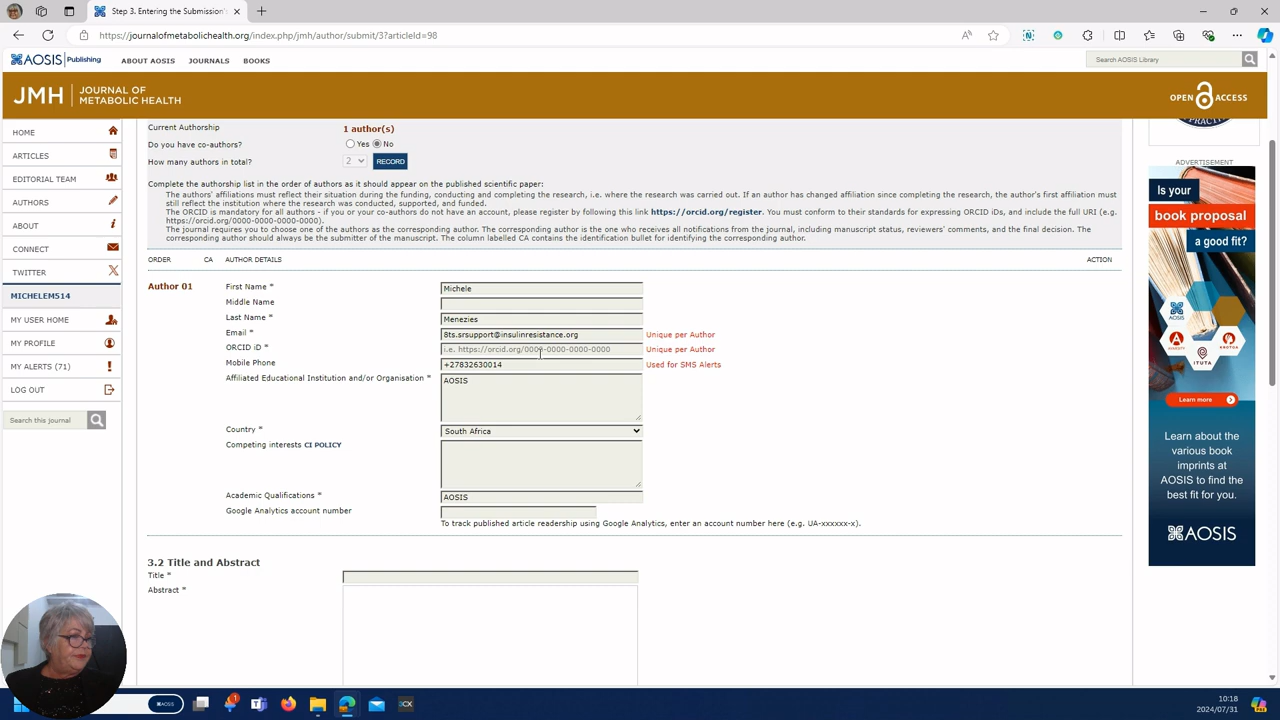 Step 3. Entering the Submission's
https://journalofmetabolichealth.org/index.php/jmh/author/submit/3?articleId=98
AOSIS Publishing
ABOUT AOSIS JOURNALS BOOKS
Search AOSIS Library
JMH JOURNAL OF
METABOLIC HEALTH
OPEN ACCESS
HOME
ARTICLES
EDITORIAL TEAM
AUTHORS
ABOUT
CONNECT
TWITTER
MICHELEM514
MY USER HOME
MY PROFILE
MY ALERTS (71)
LOG OUT
Search this journal
Current Authorship 1 author(s)
Do you have co-authors? Yes No
How many authors in total? 2 RECORD
Complete the authorship list in the order of authors as it should appear on the published scientific paper:
The authors' affiliations must reflect their situation during the funding, conducting and completing the research, i.e. where the research was carried out. If an author has changed affiliation since completing the research, the author's first affiliation must
still reflect the institution where the research was conducted, supported, and funded.
The ORCID is mandatory for all authors - if you or your co-authors do not have an account, please register by following this link https://orcid.org/register. You must conform to their standards for expressing ORCID iDs, and include the full URI (e.g.
https://orcid.org/0000-0000-0000-0000).
The journal requires you to choose one of the authors as the corresponding author. The corresponding author is the one who receives all notifications from the journal, including manuscript status, reviewers' comments, and the final decision. The
corresponding author should always be the submitter of the manuscript. The column labelled CA contains the identification bullet for identifying the corresponding author.
ORDER CA AUTHOR DETAILS ACTION
Author 01 First Name * Michele
Middle Name
Last Name * Menezies
Email * 8ts.srsupport@insulinresistance.org Unique per Author
ORCID iD * i.e. https://orcid.org/0000-0000-0000-0000 Unique per Author
Mobile Phone +27832630014 Used for SMS Alerts
Affiliated Educational Institution and/or Organisation * AOSIS
Country * South Africa
Competing interests CI POLICY
Academic Qualifications * AOSIS
Google Analytics account number
To track published article readership using Google Analytics, enter an account number here (e.g. UA-xxxxxx-x).
3.2 Title and Abstract
Title *
Abstract *
ADVERTISEMENT
Is your
book proposal
a good fit?
AOSIS
AVARSITY
ITUTA
Learn more
Learn about the
various book
imprints at
AOSIS to find the
best fit for you.
AOSIS
AOSIS
1
10:18
2024/07/31